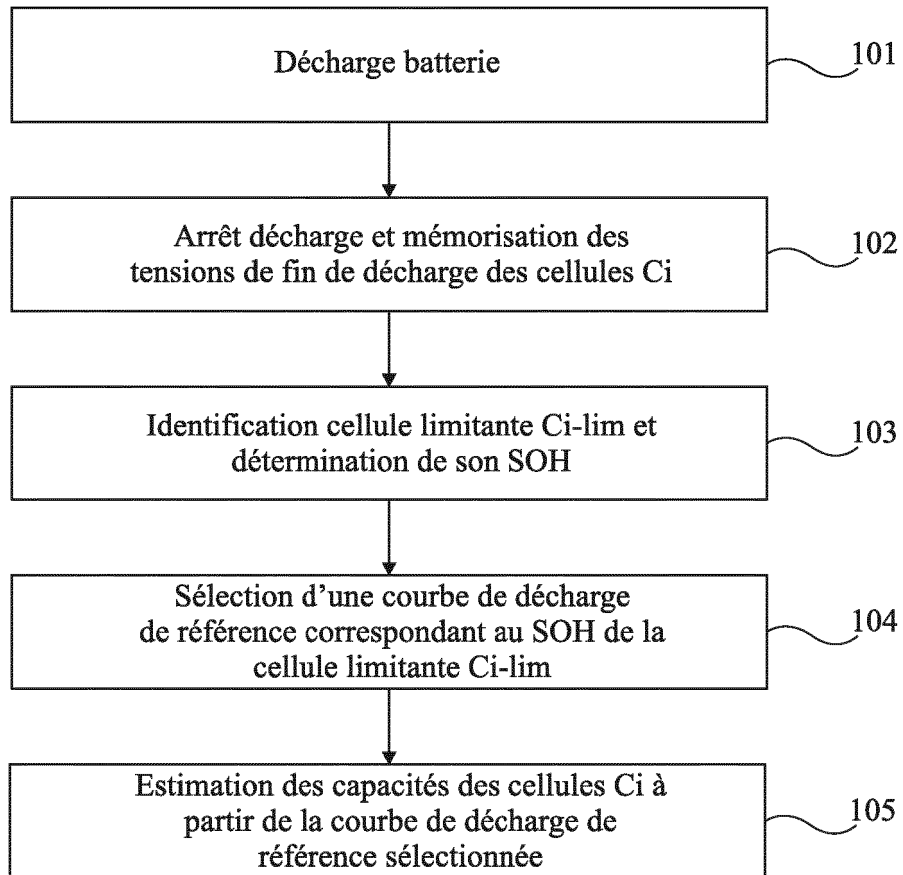 Décharge batterie
101
Arrêt décharge et mémorisation des
tensions de fin de décharge des cellules Ci
102
Identification cellule limitante Ci-lim et
détermination de son SOH
103
Sélection d’une courbe de décharge
de référence correspondant au SOH de la
cellule limitante Ci-lim
104
Estimation des capacités des cellules Ci à
partir de la courbe de décharge de
référence sélectionnée
105